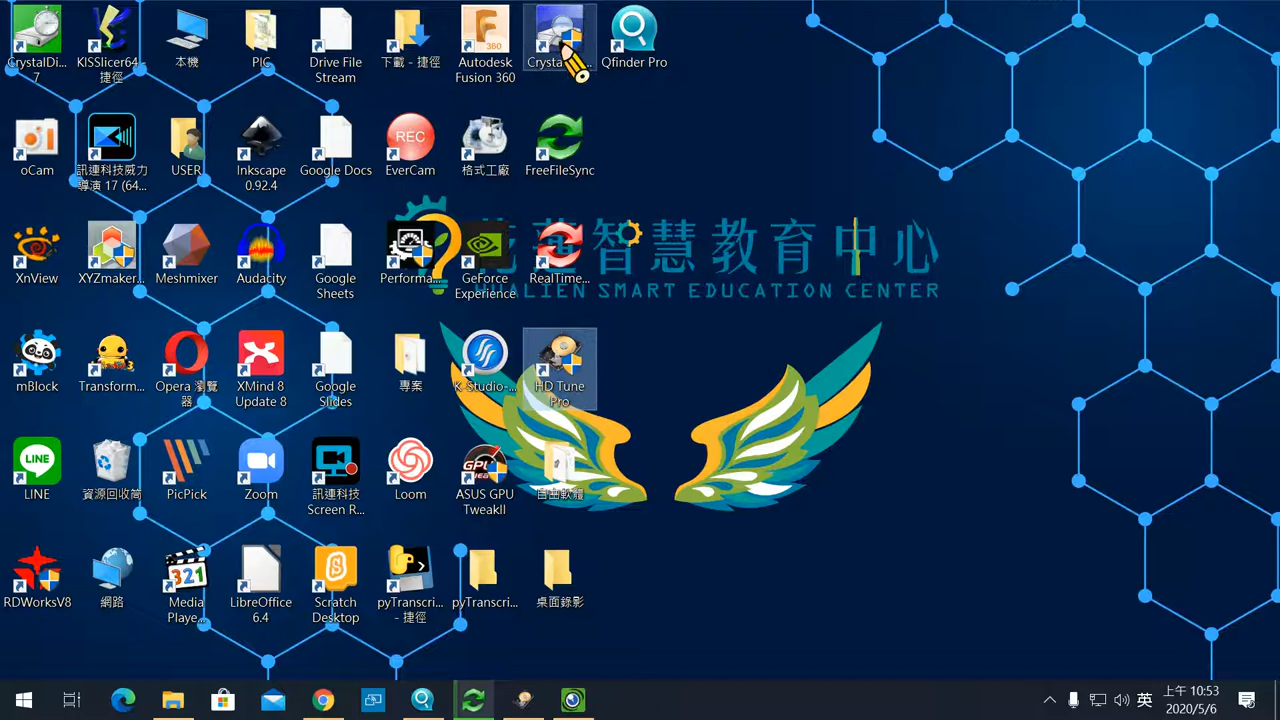 CrystalDi...
7
KISSlicer64
- 捷徑
本機
PIC
Drive File
Stream
下載 - 捷徑
Autodesk
Fusion 360
Qfinder Pro
oCam
訊連科技威力
導演 17 (64...
USER
Inkscape
0.92.4
Google Docs
EverCam
格式工廠
FreeFileSync
XnView
XYZmaker...
Meshmixer
Audacity
Google
Sheets
Performa...
GeForce
Experience
RealTime...
智慧教育中心
HUALIEN SMART EDUCATION CENTER
mBlock
Transform...
Opera 瀏覽
器
XMind 8
Update 8
Google
Slides
專案
K-Studio-...
HD Tune
Pro
LINE
資源回收筒
PicPick
Zoom
訊連科技
Screen R...
Loom
ASUS GPU
TweakII
自由軟體
RDWorksV8
網路
Media
Playe...
LibreOffice
6.4
Scratch
Desktop
pyTranscri...
- 捷徑
pyTranscri...
桌面錄影
英
上午 10:53
2020/5/6